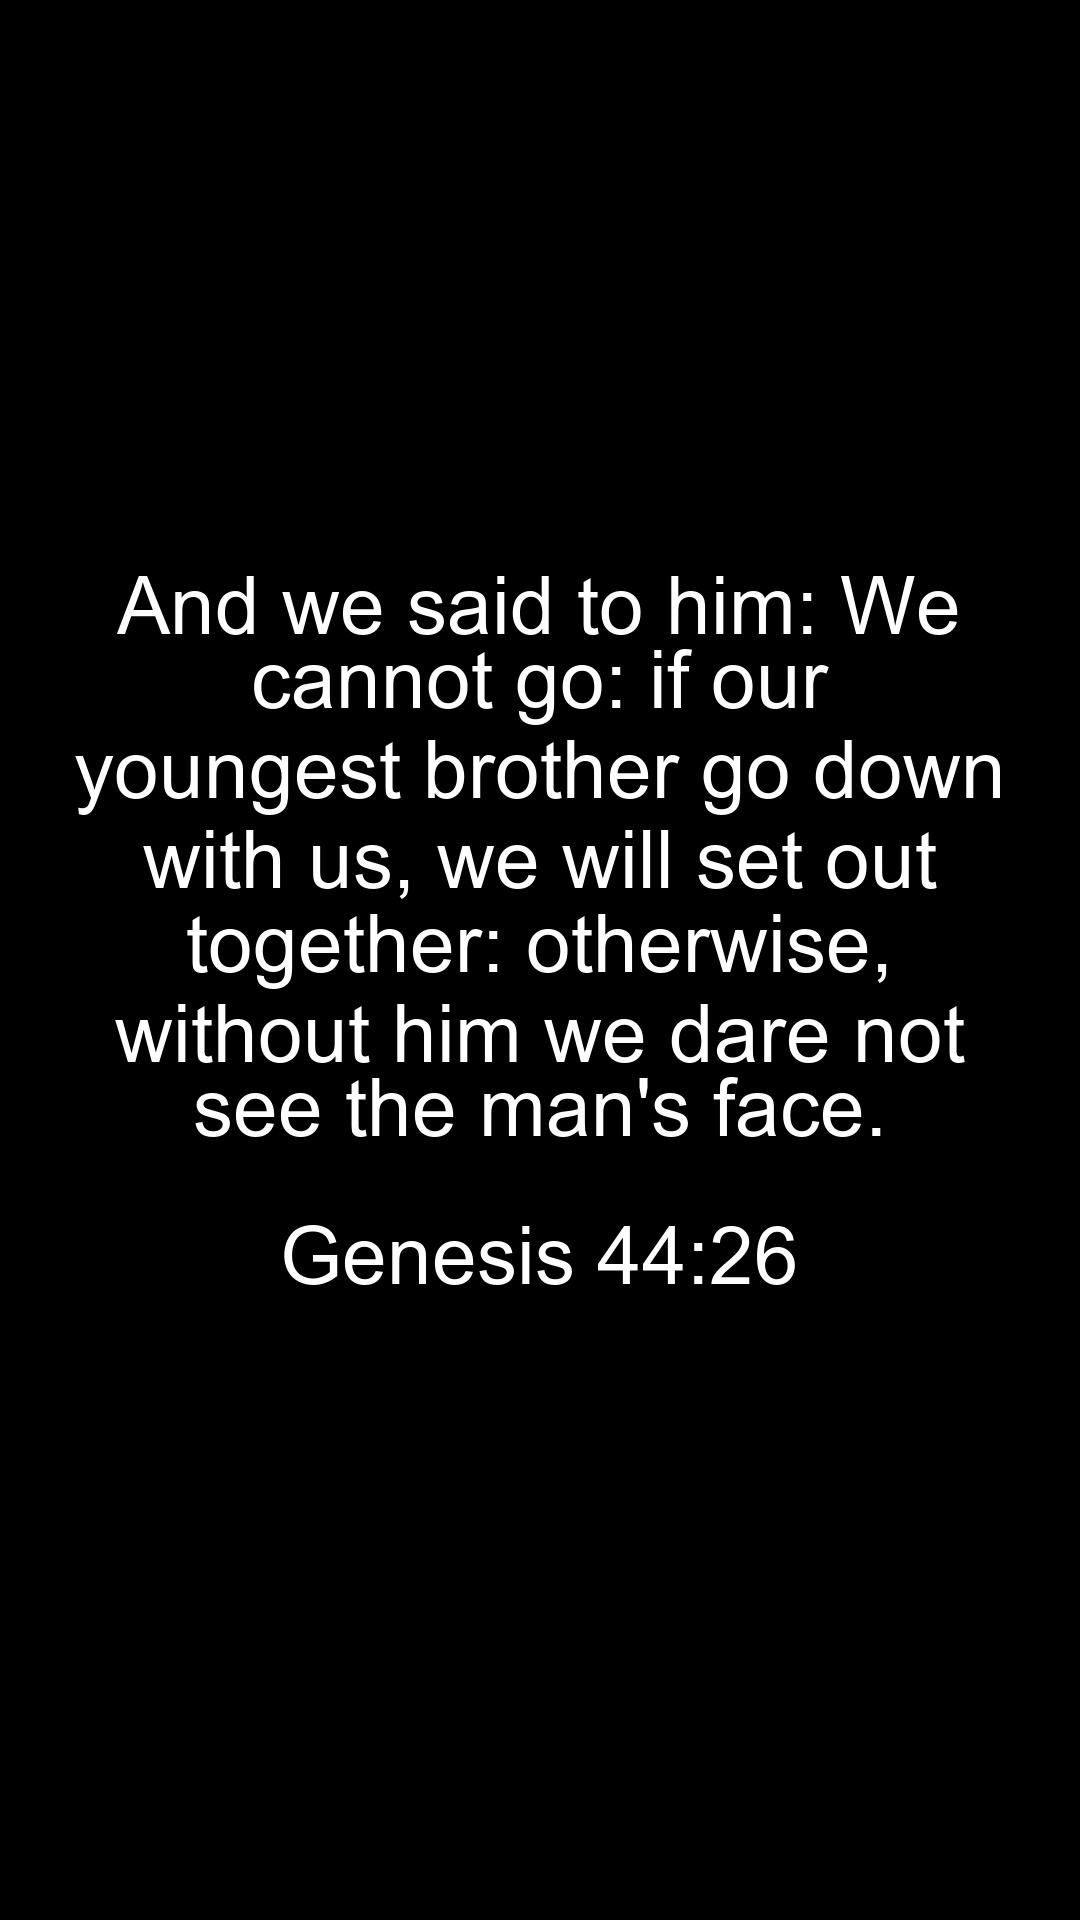 And we said to him: We
cannot go: if our
youngest brother go down
with us, we will set out
together: otherwise,
without him we dare not
see the man's face.
Genesis 44:26